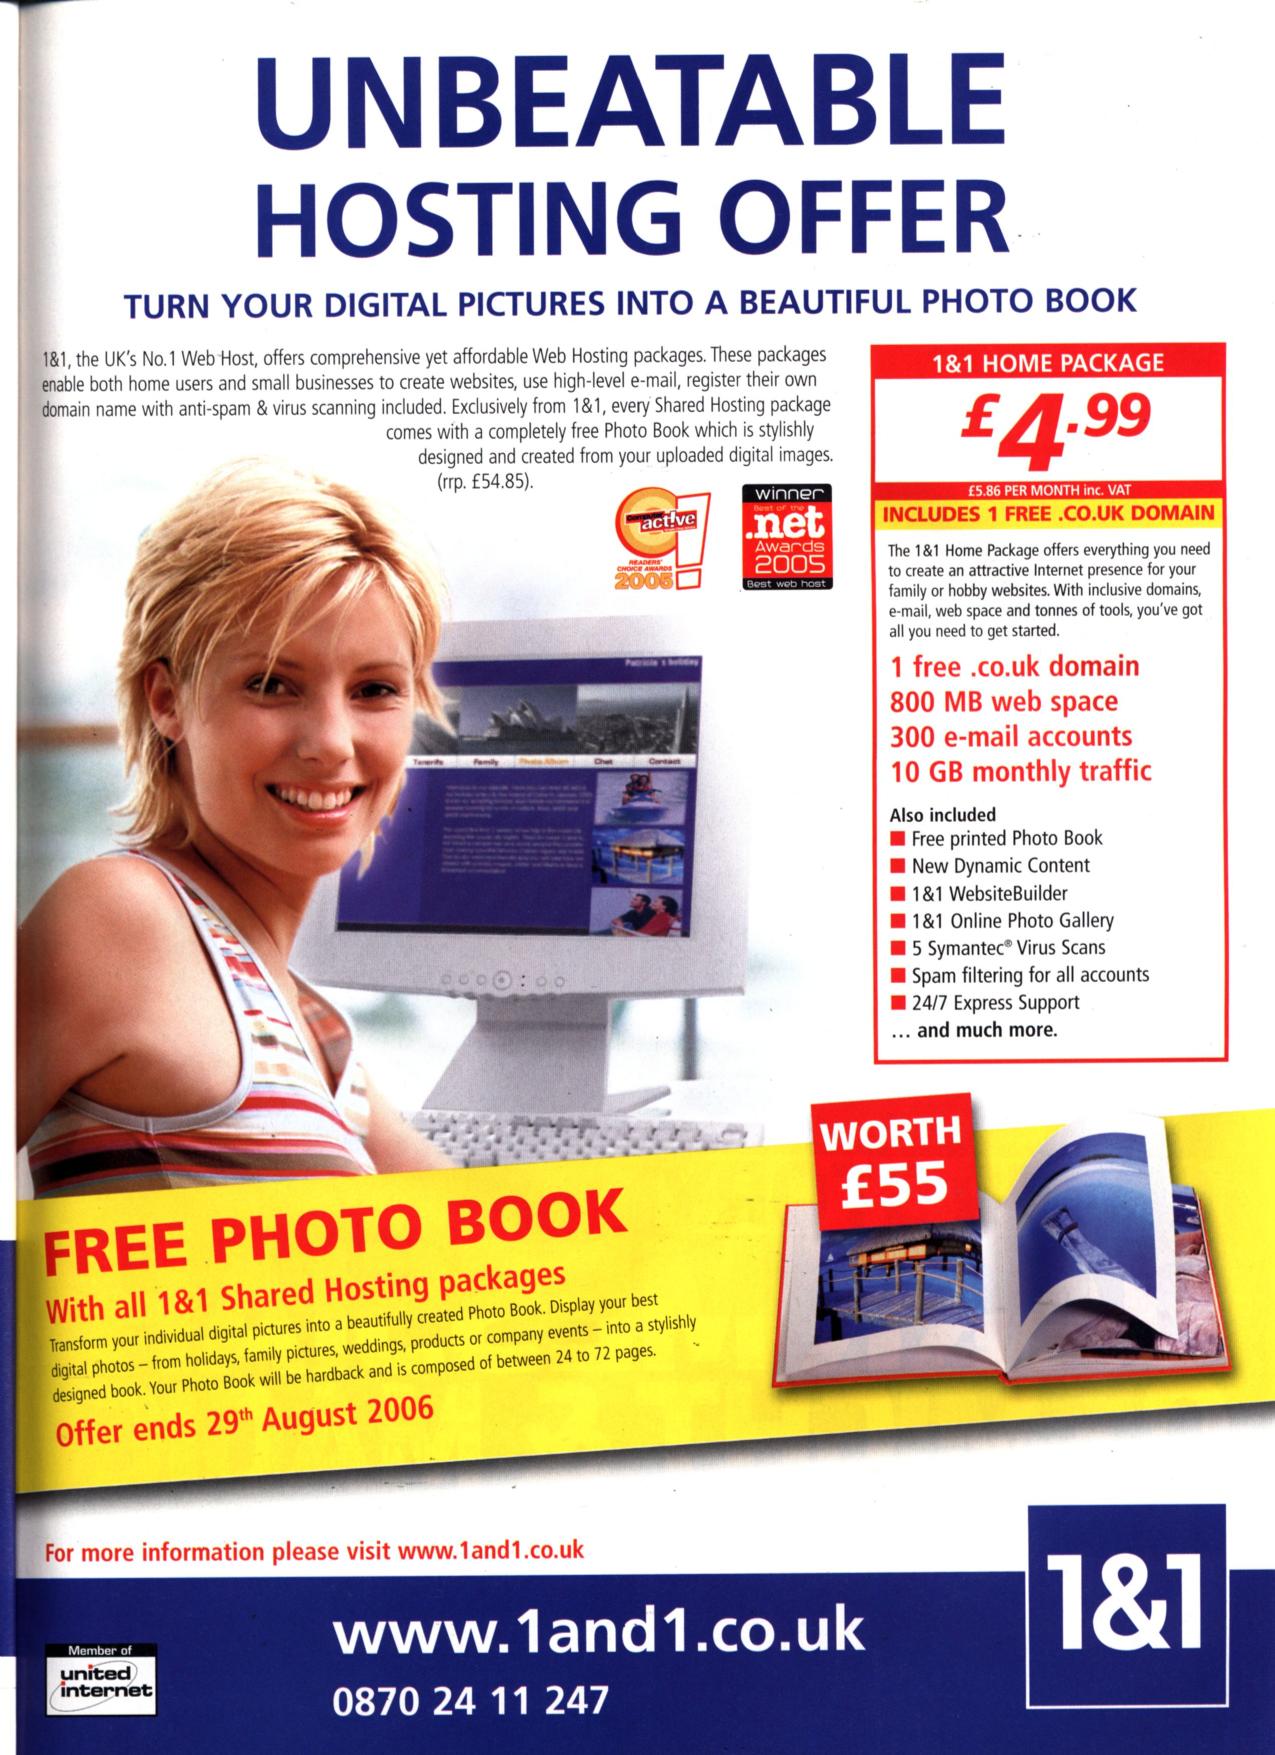 UNBEATABLE
HOSTING OFFER
TURN YOUR DIGITAL PICTURES INTO A BEAUTIFUL PHOTO BOOK
1&1, the UK's No.1 Web Host, offers comprehensive yet affordable Web Hosting packages. These packages
enable both home users and small businesses to create websites, use high-level e-mail, register their own
domain name with anti-spam & virus scanning included. Exclusively from 1&1, every Shared Hosting package
comes with a completely free Photo Book which is stylishly
designed and created from your uploaded digital images.
(rrp. £54.85).
Computer
active
READERS'
CHOICE AWARDS
2005
winner
Best of the
.net
Awards
2005
Best web host
1&1 HOME PACKAGE
£4.99
£5.86 PER MONTH inc. VAT
INCLUDES 1 FREE .CO.UK DOMAIN
The 1&1 Home Package offers everything you need
to create an attractive Internet presence for your
family or hobby websites. With inclusive domains,
e-mail, web space and tonnes of tools, you've got
all you need to get started.
1 free .co.uk domain
800 MB web space
300 e-mail accounts
10 GB monthly traffic
Also included
Free printed Photo Book
New Dynamic Content
1&1 WebsiteBuilder
1&1 Online Photo Gallery
5 Symantec® Virus Scans
Spam filtering for all accounts
24/7 Express Support
... and much more.
Patricia's holiday
Tenerife Family Photo Album Chat Contact
WORTH
£55
FREE PHOTO BOOK
With all 1&1 Shared Hosting packages
Transform your individual digital pictures into a beautifully created Photo Book. Display your best
digital photos – from holidays, family pictures, weddings, products or company events – into a stylishly
designed book. Your Photo Book will be hardback and is composed of between 24 to 72 pages.
Offer ends 29th August 2006
For more information please visit www.1and1.co.uk
Member of
united
internet
www.1and1.co.uk
0870 24 11 247
1&1